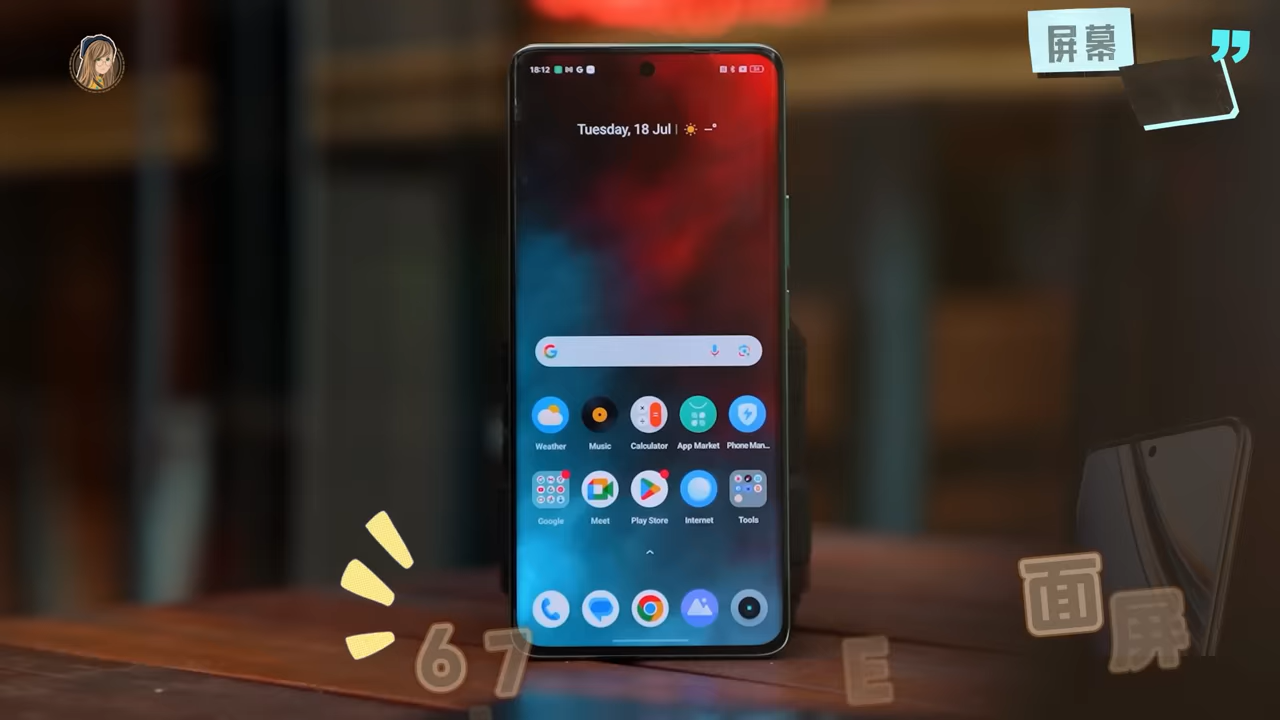 屏幕
18:12
Tuesday, 18 Jul
Weather Music Calculator App Market Phone Man...
Google Meet Play Store Internet Tools
67 E 面屏